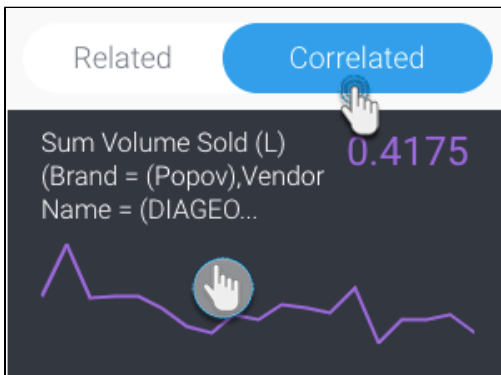 Related Correlated
Sum Volume Sold (L) 0.4175
(Brand = (Popov),Vendor
Name = (DIAGEO...